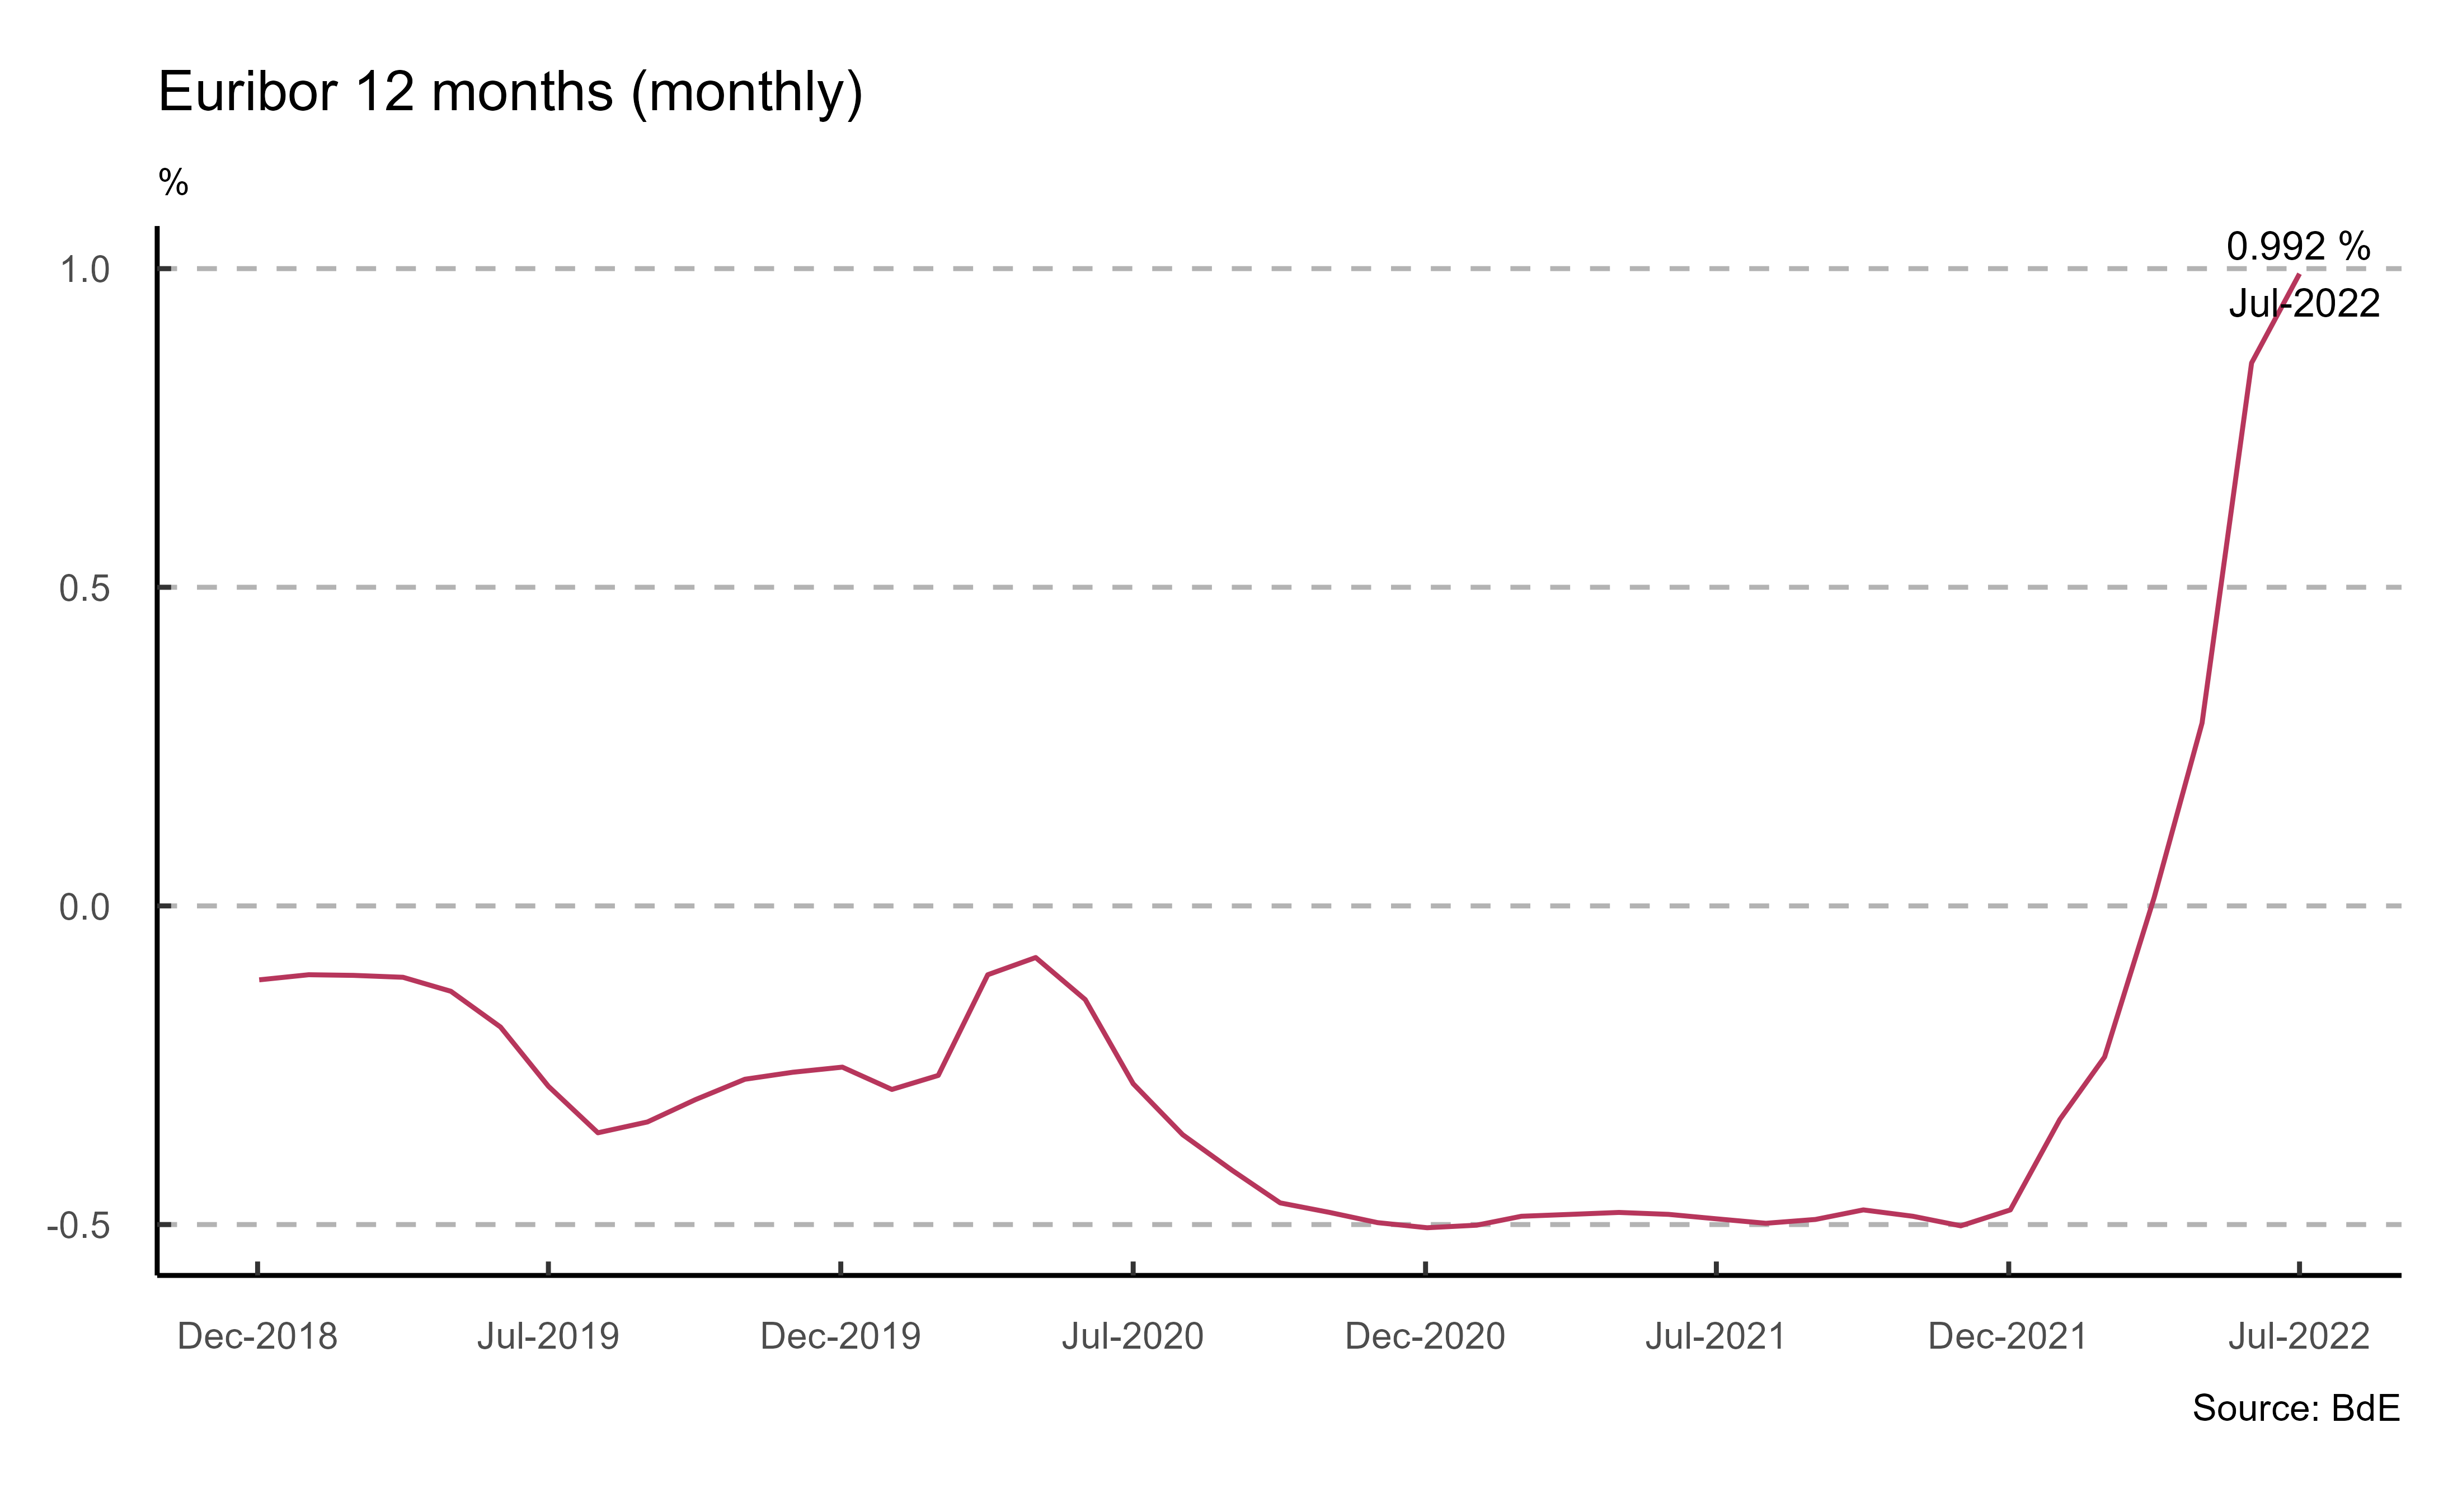 Euribor 12 months (monthly)
%
1.0
0.992 %
Jul-2022
0.5
0.0
-0.5
Dec-2018 Jul-2019 Dec-2019 Jul-2020 Dec-2020 Jul-2021 Dec-2021 Jul-2022
Source: BdE